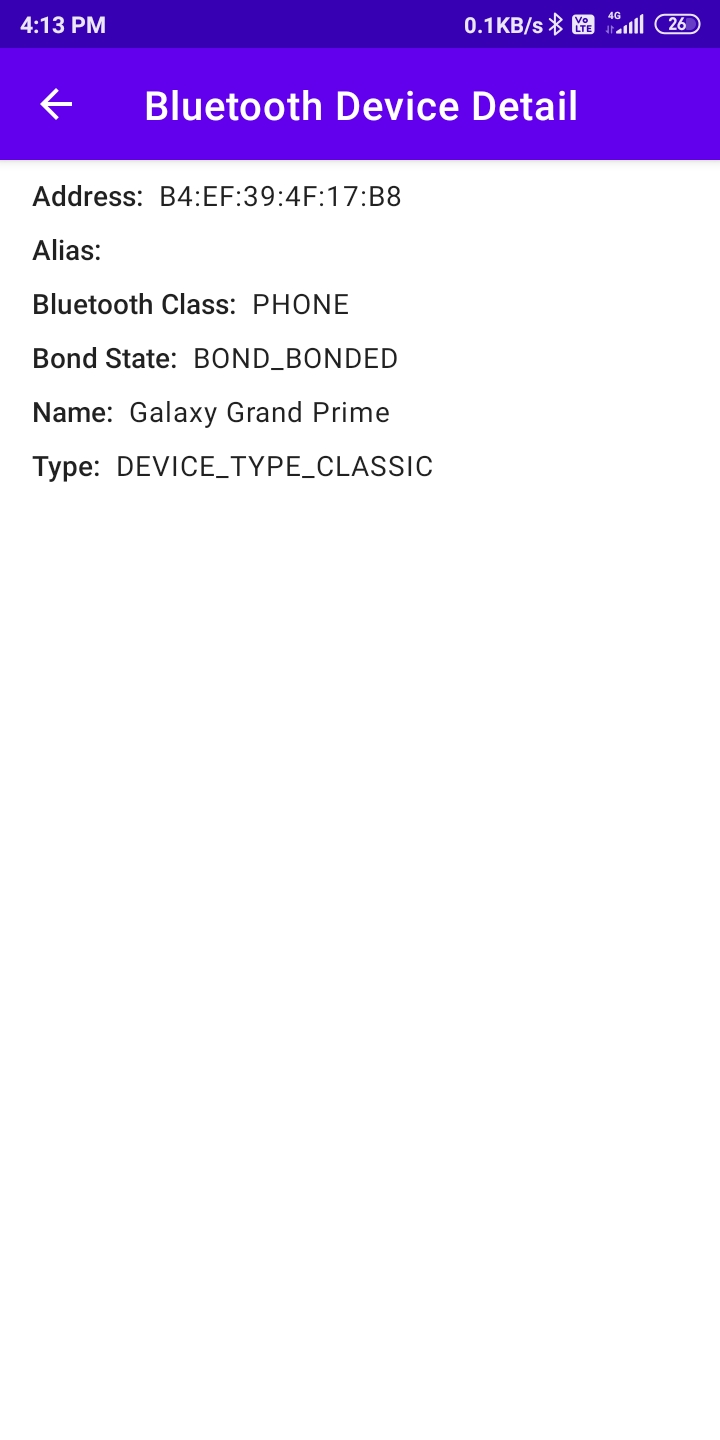 4:13 PM 0.1KB/s Vo LTE 4G 26
Bluetooth Device Detail
Address: B4:EF:39:4F:17:B8
Alias:
Bluetooth Class: PHONE
Bond State: BOND_BONDED
Name: Galaxy Grand Prime
Type: DEVICE_TYPE_CLASSIC